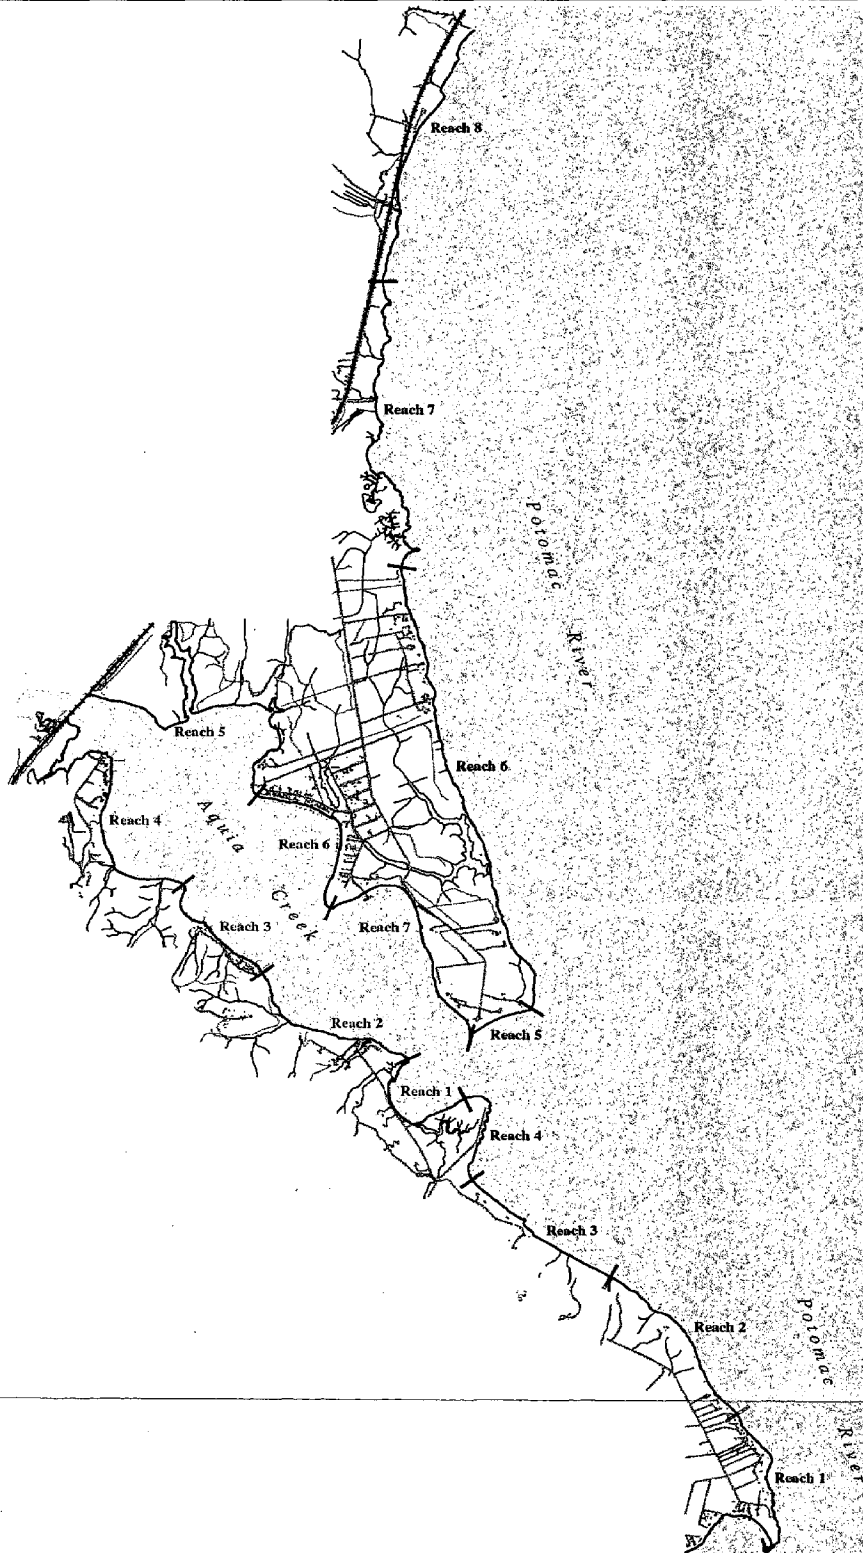 Reach 8
Reach 7
Potomac
River
Reach 5
Reach 6
Reach 4
Aquia
Creek
Reach 6
Reach 3
Reach 7
Reach 2
Reach 5
Reach 1
Reach 4
Reach 3
Reach 2
Potomac
River
Reach 1